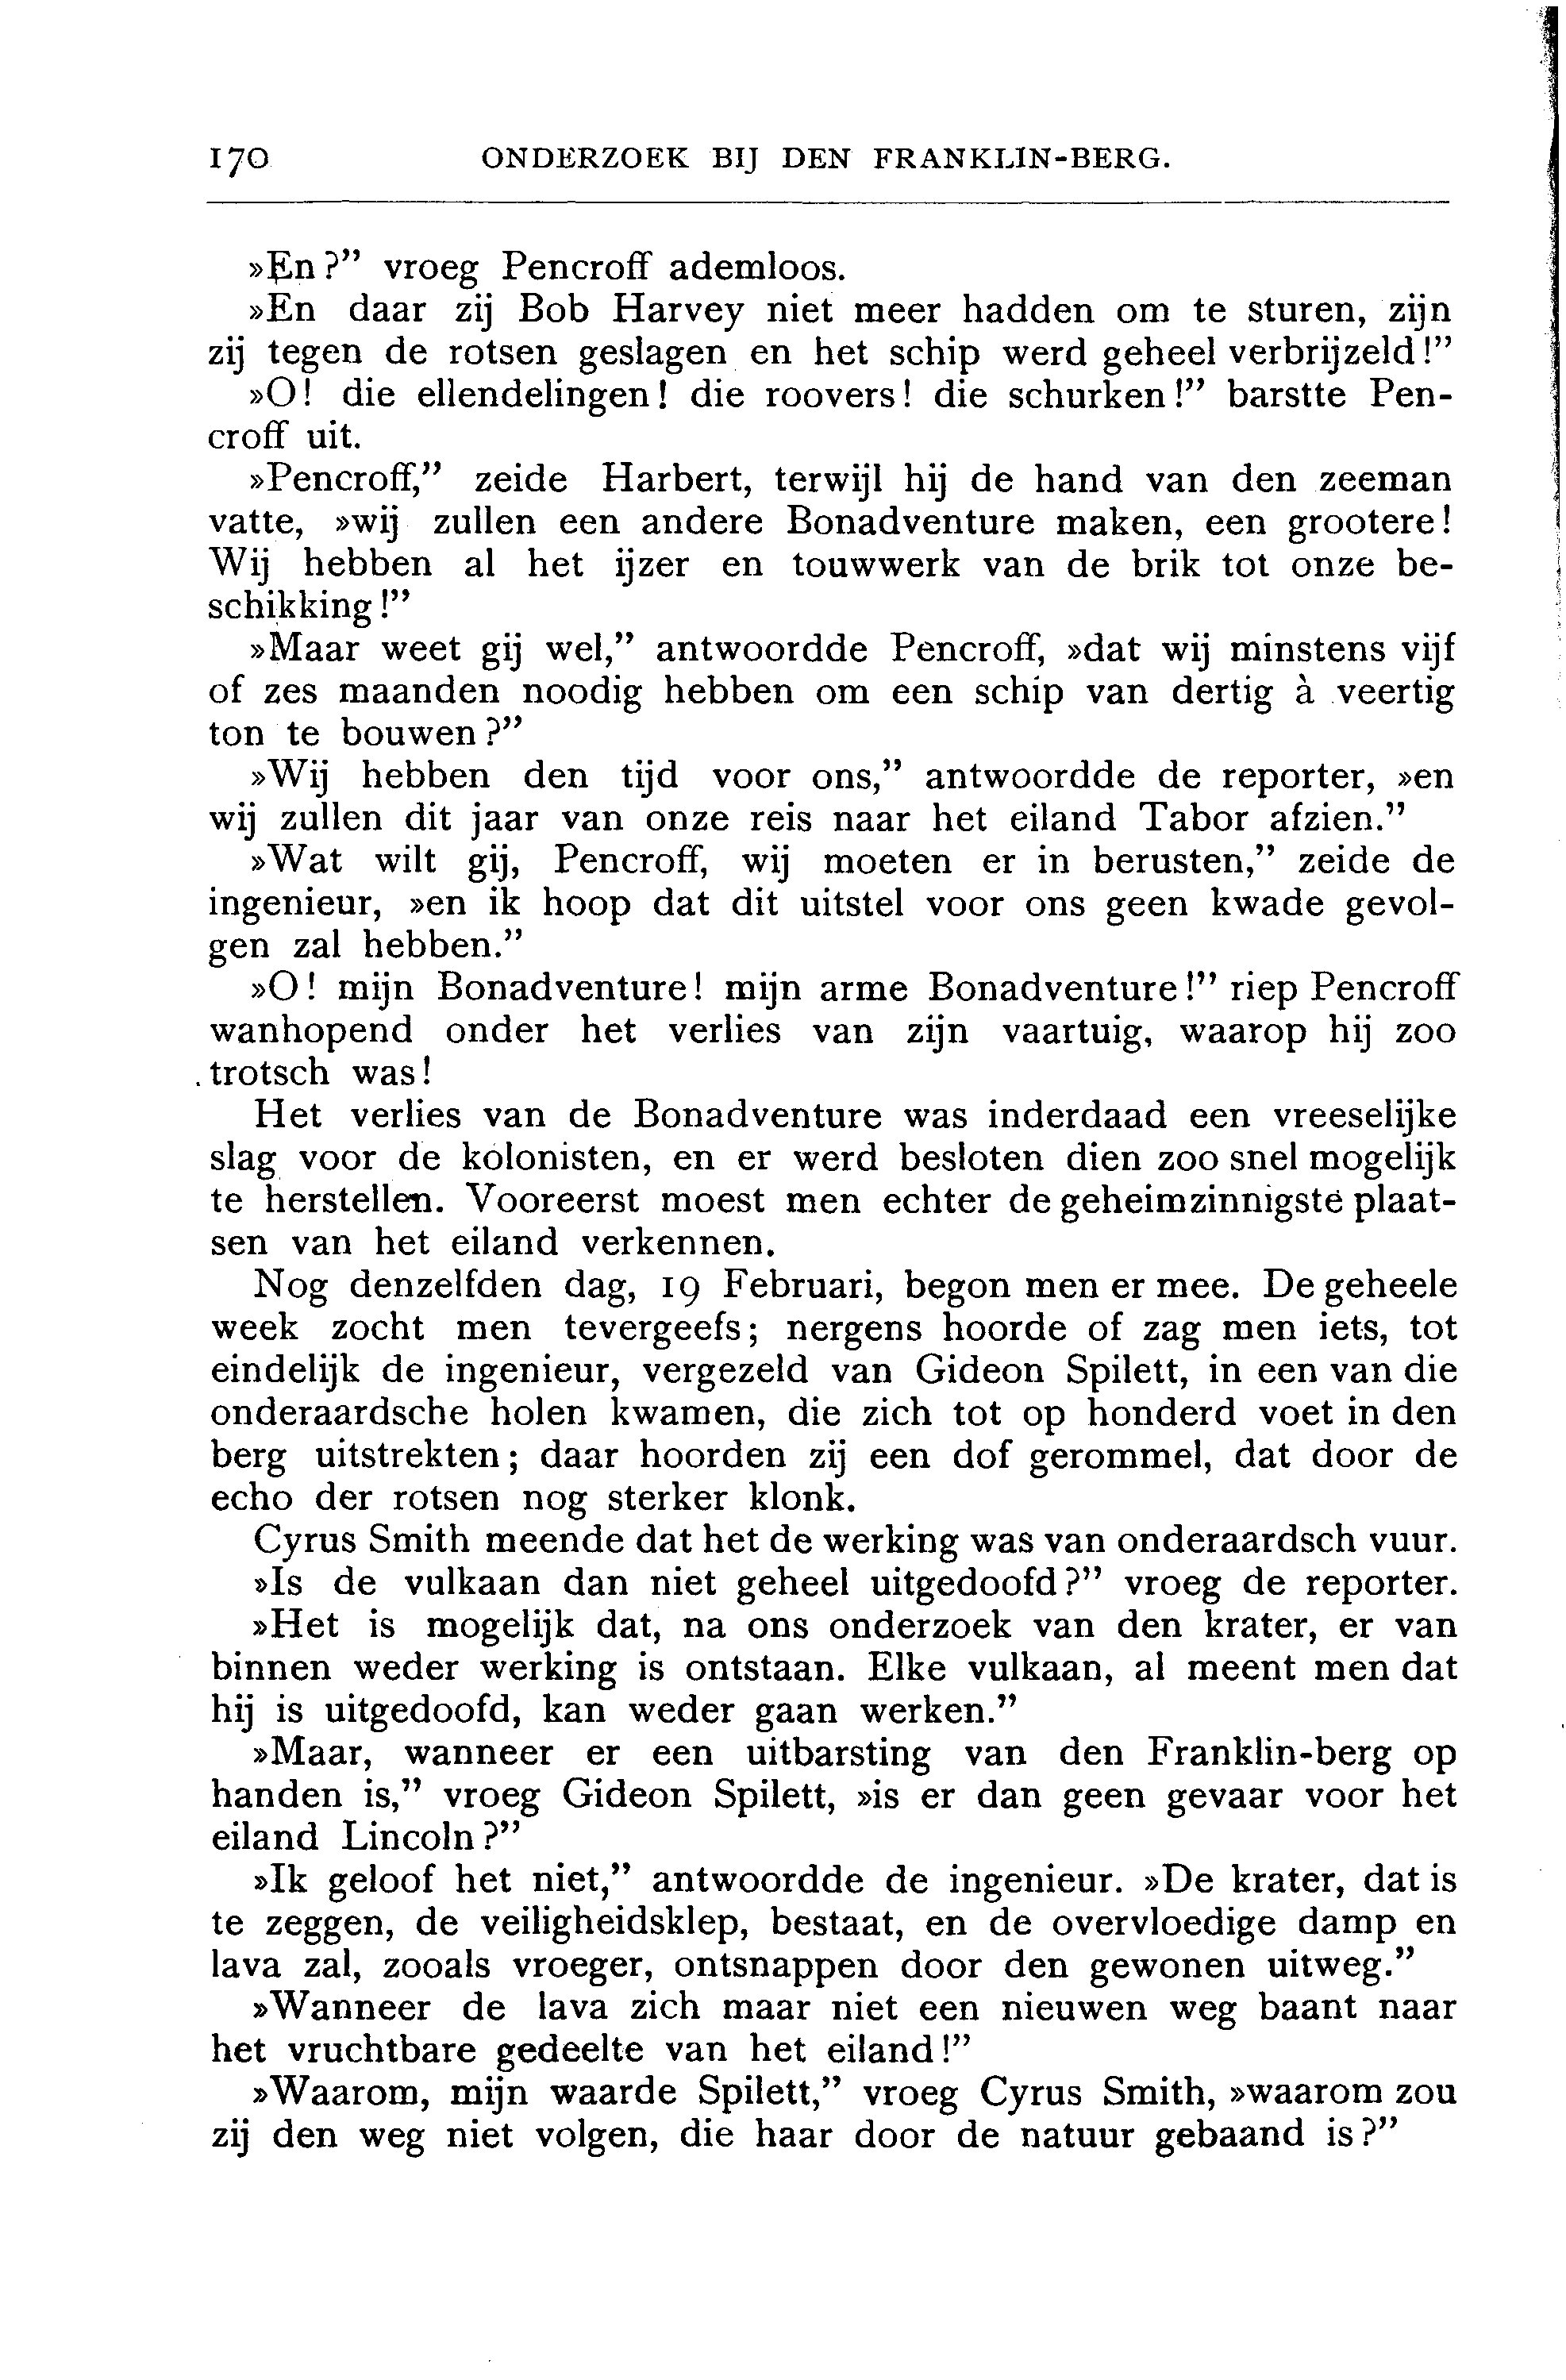 170 ONDERZOEK BIJ DEN FRANKLIN-BERG.
»En?” vroeg Pencroff ademloos.
»En daar zij Bob Harvey niet meer hadden om te sturen, zijn
zij tegen de rotsen geslagen en het schip werd geheel verbrijzeld!”
»O! die ellendelingen! die roovers! die schurken!” barstte Pen-
croff uit.
»Pencroff,” zeide Harbert, terwijl hij de hand van den zeeman
vatte, »wij zullen een andere Bonadventure maken, een grootere!
Wij hebben al het ijzer en touwwerk van de brik tot onze be-
schikking!”
»Maar weet gij wel,” antwoordde Pencroff, »dat wij minstens vijf
of zes maanden noodig hebben om een schip van dertig à veertig
ton te bouwen?”
»Wij hebben den tijd voor ons,” antwoordde de reporter, »en
wij zullen dit jaar van onze reis naar het eiland Tabor afzien.”
»Wat wilt gij, Pencroff, wij moeten er in berusten,” zeide de
ingenieur, »en ik hoop dat dit uitstel voor ons geen kwade gevol-
gen zal hebben.”
»O! mijn Bonadventure! mijn arme Bonadventure!” riep Pencroff
wanhopend onder het verlies van zijn vaartuig, waarop hij zoo
trotsch was!
Het verlies van de Bonadventure was inderdaad een vreeselijke
slag voor de kolonisten, en er werd besloten dien zoo snel mogelijk
te herstellen. Vooreerst moest men echter de geheimzinnigste plaat-
sen van het eiland verkennen.
Nog denzelfden dag, 19 Februari, begon men er mee. De geheele
week zocht men tevergeefs; nergens hoorde of zag men iets, tot
eindelijk de ingenieur, vergezeld van Gideon Spilett, in een van die
onderaardsche holen kwamen, die zich tot op honderd voet in den
berg uitstrekten; daar hoorden zij een dof gerommel, dat door de
echo der rotsen nog sterker klonk.
Cyrus Smith meende dat het de werking was van onderaardsch vuur.
»Is de vulkaan dan niet geheel uitgedoofd?” vroeg de reporter.
»Het is mogelijk dat, na ons onderzoek van den krater, er van
binnen weder werking is ontstaan. Elke vulkaan, al meent men dat
hij is uitgedoofd, kan weder gaan werken.”
»Maar, wanneer er een uitbarsting van den Franklin-berg op
handen is,” vroeg Gideon Spilett, »is er dan geen gevaar voor het
eiland Lincoln?”
»Ik geloof het niet,” antwoordde de ingenieur. »De krater, dat is
te zeggen, de veiligheidsklep, bestaat, en de overvloedige damp en
lava zal, zooals vroeger, ontsnappen door den gewonen uitweg.”
»Wanneer de lava zich maar niet een nieuwen weg baant naar
het vruchtbare gedeelte van het eiland!”
»Waarom, mijn waarde Spilett,” vroeg Cyrus Smith, »waarom zou
zij den weg niet volgen, die haar door de natuur gebaand is?”